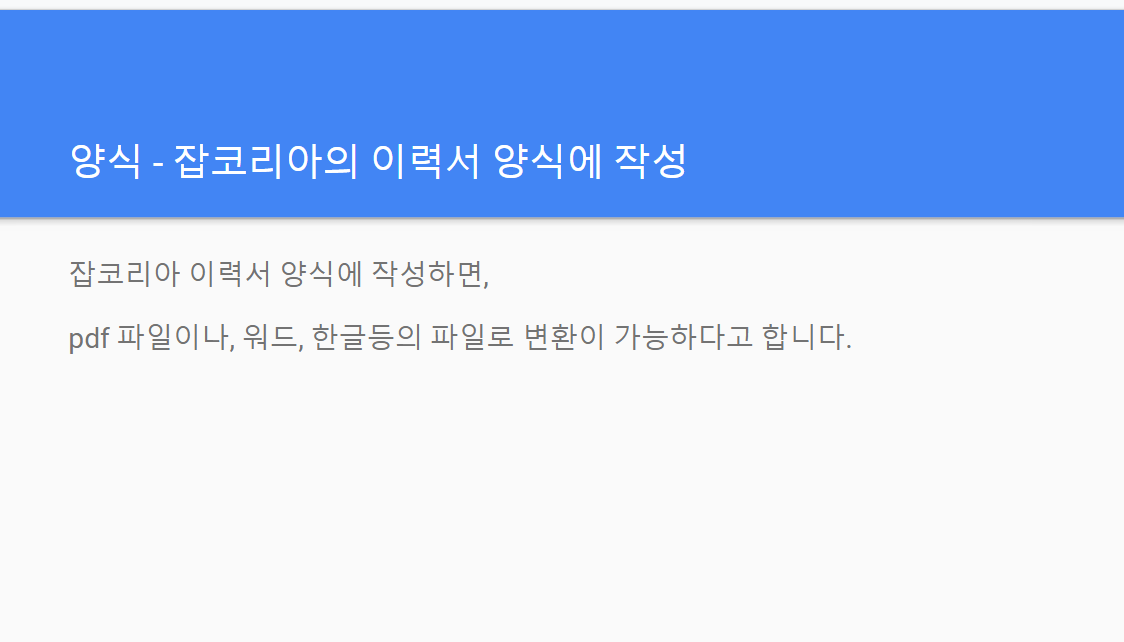 양식 - 잡코리아의 이력서 양식에 작성
잡코리아 이력서 양식에 작성하면,
pdf 파일이나, 워드, 한글등의 파일로 변환이 가능하다고 합니다.